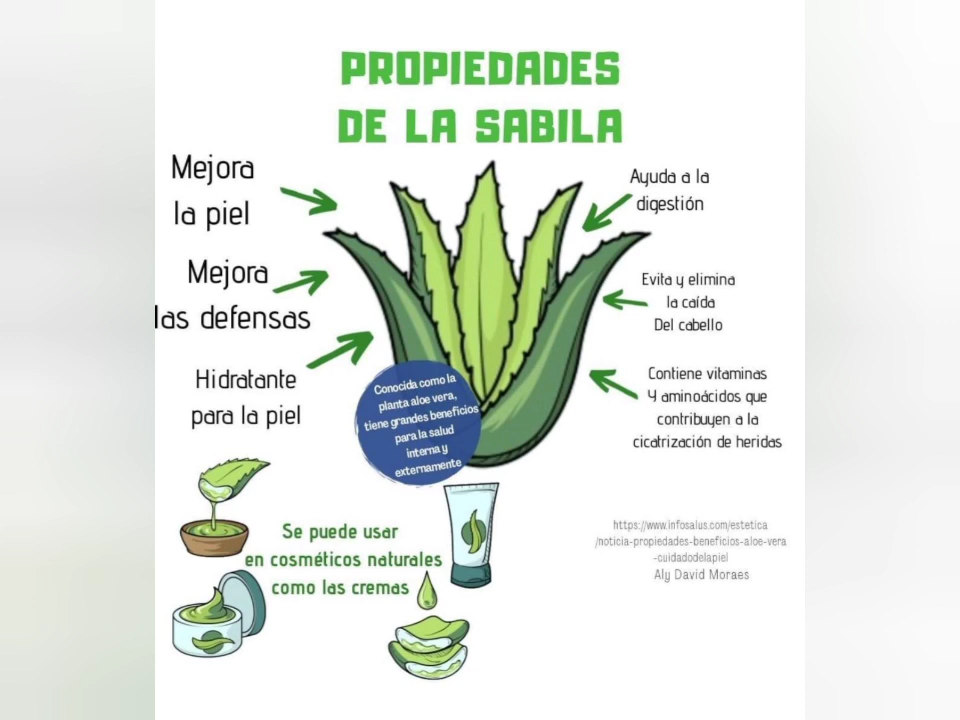 PROPIEDADES
DE LA SABILA
Mejora
la piel
Mejora
las defensas
Hidratante
para la piel
Ayuda a la
digestión
Evita y elimina
la caída
Del cabello
Contiene vitaminas
Y aminoácidos que
contribuyen a la
cicatrización de heridas
Conocida como la
planta aloe vera,
tiene grandes beneficios
para la salud
interna y
externamente
Se puede usar
en cosméticos naturales
como las cremas
https://www.infosalus.com/estetica
/noticia-propiedades-beneficios-aloe-vera
-cuidadodelapiel
Aly David Moraes